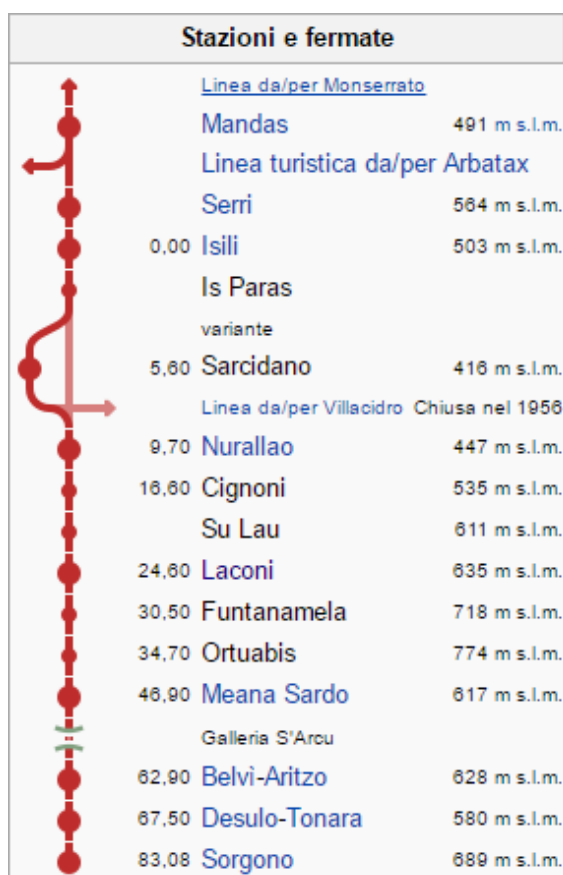 Stazioni e fermate
Linea da/per Monserrato
Mandas 491 m s.l.m.
Linea turistica da/per Arbatax
Serri 564 m s.l.m.
0,00 Isili 503 m s.l.m.
Is Paras
variante
5,60 Sarcidano 416 m s.l.m.
Linea da/per Villacidro Chiusa nel 1956
9,70 Nurallao 447 m s.l.m.
16,60 Cignoni 535 m s.l.m.
Su Lau 611 m s.l.m.
24,60 Laconi 635 m s.l.m.
30,50 Funtanamela 718 m s.l.m.
34,70 Ortuabis 774 m s.l.m.
46,90 Meana Sardo 617 m s.l.m.
Galleria S'Arcu
62,90 Belvi-Aritzo 628 m s.l.m.
67,50 Desulo-Tonara 580 m s.l.m.
83,08 Sorgono 689 m s.l.m.